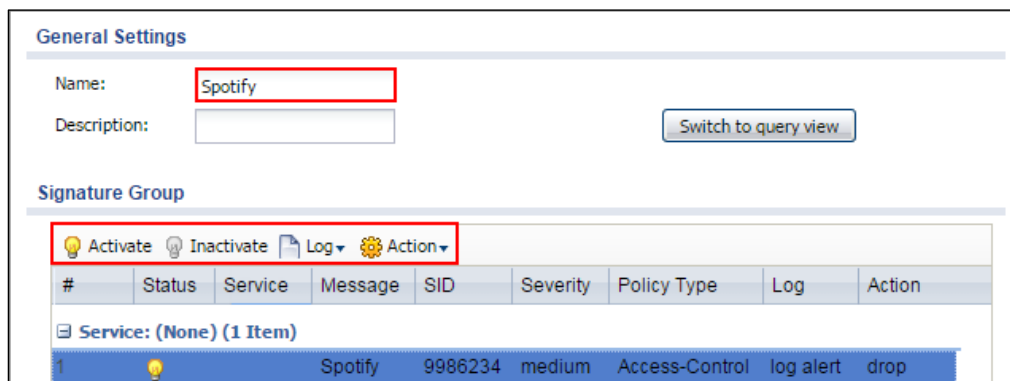 General Settings
Name: Spotify
Description: Switch to query view
Signature Group
Activate Inactivate Log Action
# Status Service Message SID Severity Policy Type Log Action
Service: (None) (1 Item)
1 Spotify 9986234 medium Access-Control log alert drop